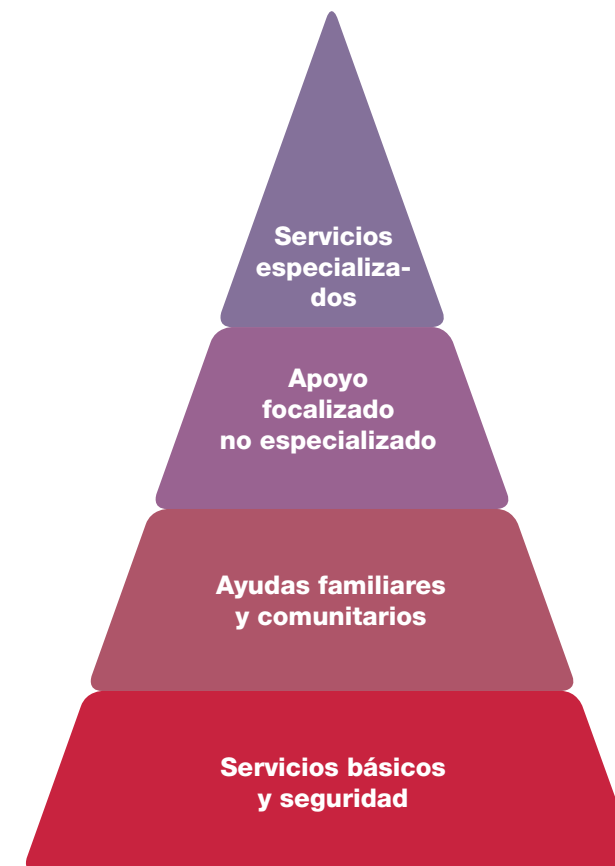 Servicios
especializa-
dos
Apoyo
focalizado
no especializado
Ayudas familiares
y comunitarios
Servicios básicos
y seguridad